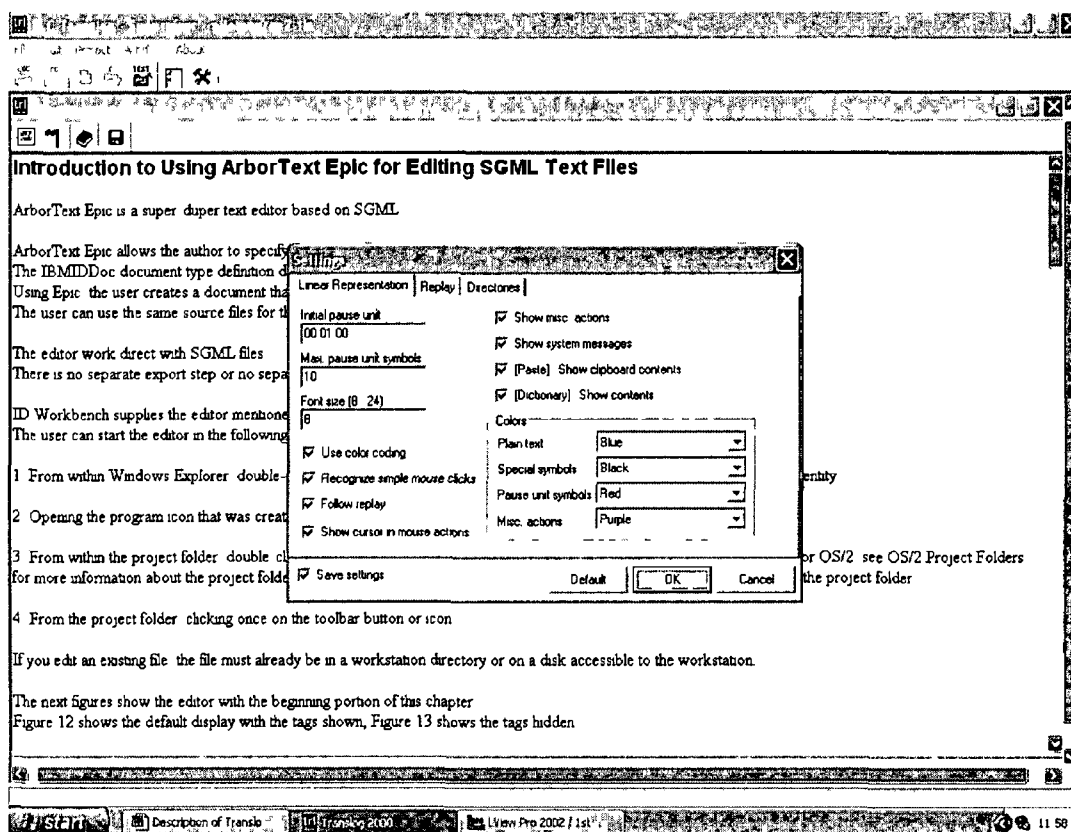 About
Introduction to Using ArborText Epic for Editing SGML Text Files
ArborText Epic is a super duper text editor based on SGML
ArborText Epic allows the author to specify
The IBMIDDoc document type definition d
Using Epic the user creates a document tha
The user can use the same source files for th
The editor work direct with SGML files
There is no separate export step or no sepa
ID Workbench supplies the editor mentione
The user can start the editor in the following
1 From within Windows Explorer double- entity
2 Opening the program icon that was creat
3 From within the project folder double cl or OS/2 see OS/2 Project Folders
for more information about the project folde the project folder
4 From the project folder clicking once on the toolbar button or icon
If you edit an existing file the file must already be in a workstation directory or on a disk accessible to the workstation.
The next figures show the editor with the beginning portion of this chapter
Figure 12 shows the default display with the tags shown, Figure 13 shows the tags hidden
Settings
Linear Representation Replay Directories
Initial pause unit
00 01 00
Max. pause unit symbols
10
Font size (8 24)
8
Use color coding
Recognize simple mouse clicks
Follow replay
Show cursor in mouse actions
Show misc actions
Show system messages
[Paste] Show clipboard contents
[Dictionary] Show contents
Colors
Plain text Blue
Special symbols Black
Pause unit symbols Red
Misc. actions Purple
Save settings
Default OK Cancel
Start Description of Translo Translog 2000 LView Pro 2002 / 1st 11 58